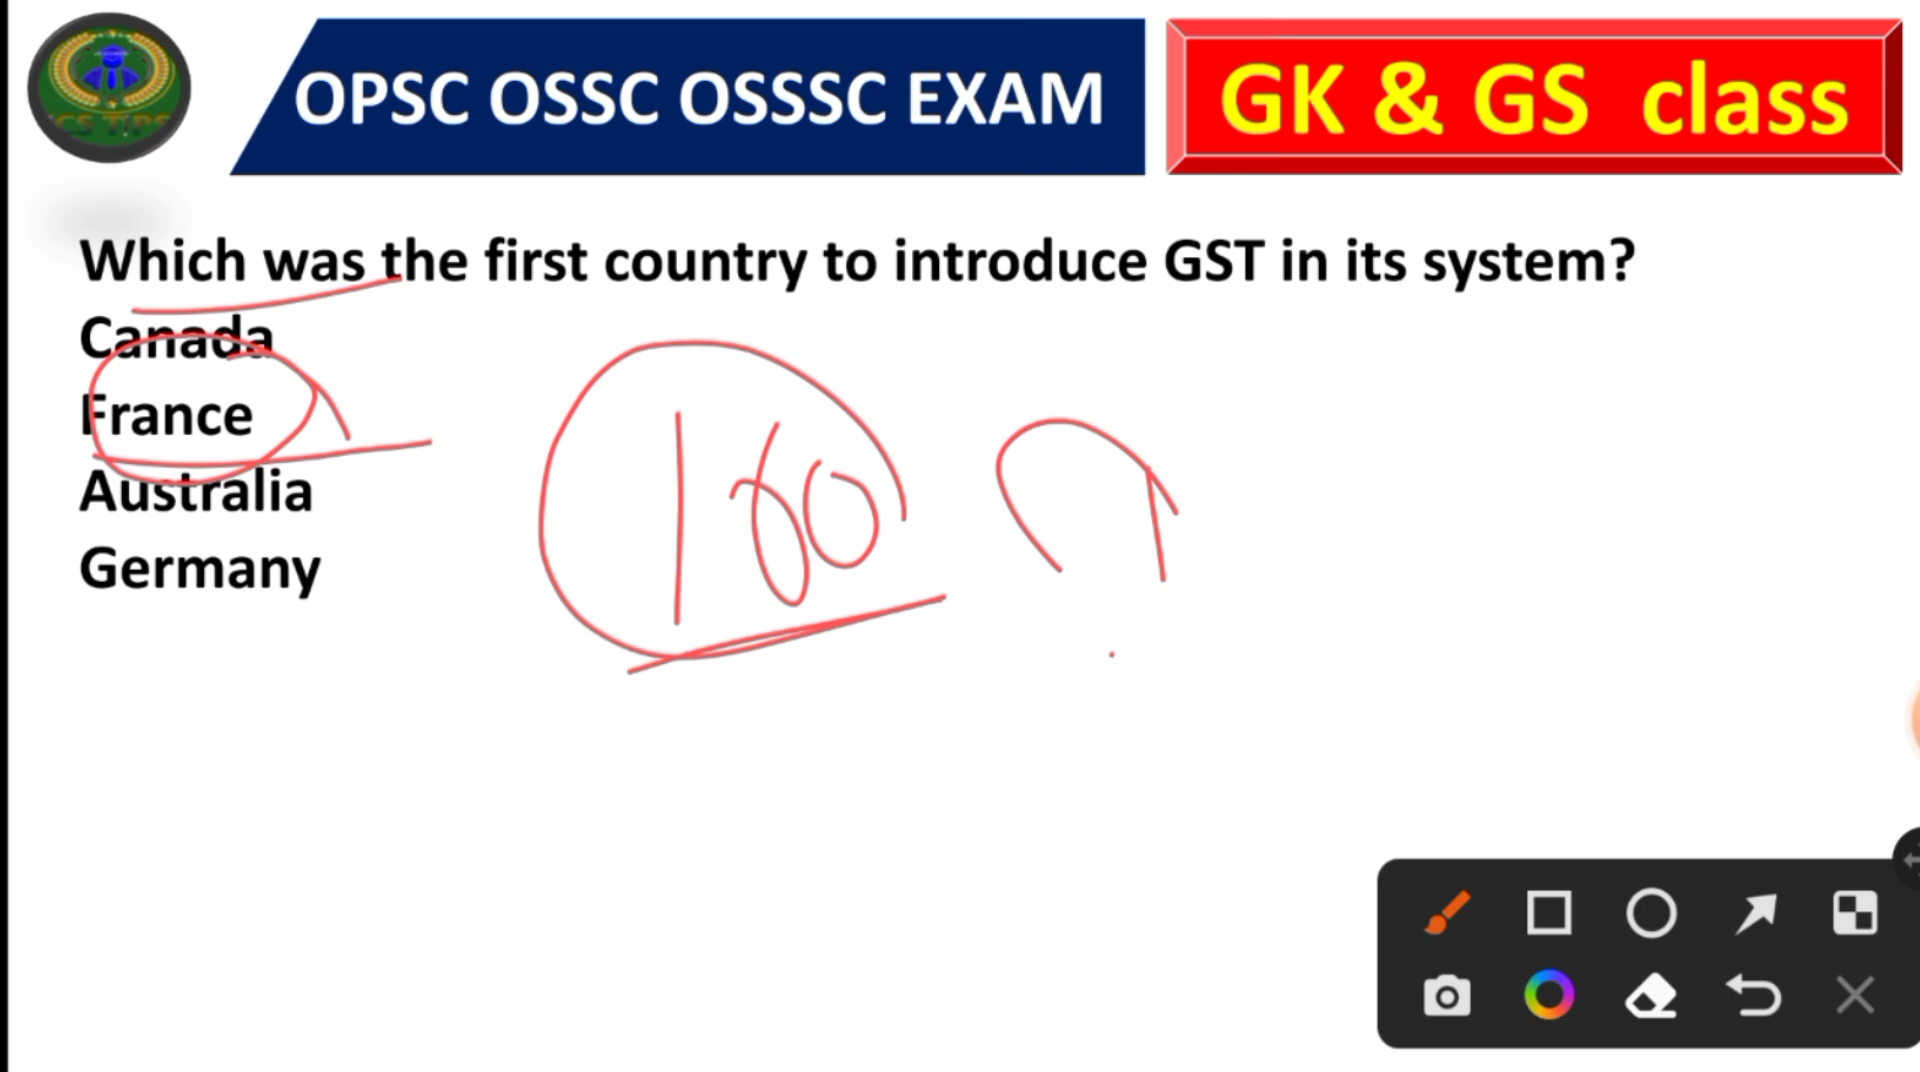 OPSC OSSC OSSSC EXAM
GK & GS class
Which was the first country to introduce GST in its system?
Canada
France
Australia
Germany
160